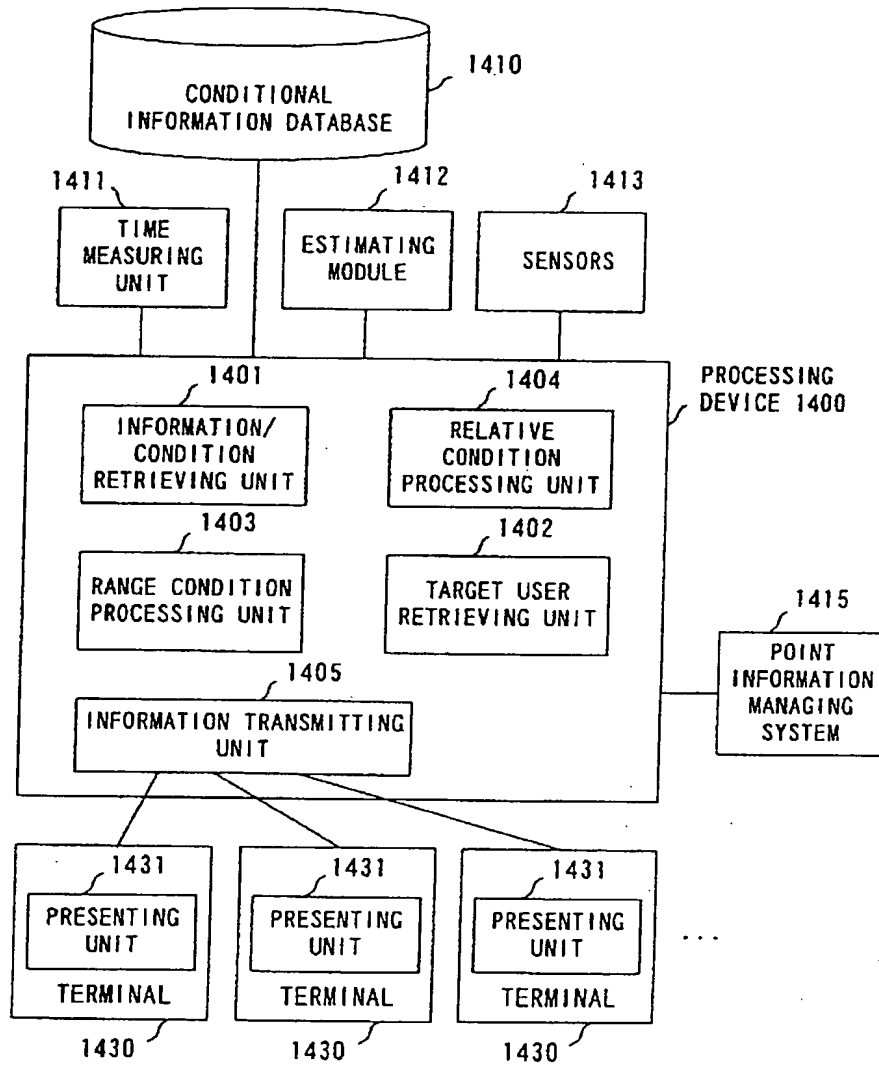 1410
CONDITIONAL
INFORMATION DATABASE
1411
1412
1413
TIME
MEASURING
UNIT
ESTIMATING
MODULE
SENSORS
1401
1404
PROCESSING
DEVICE 1400
INFORMATION/
CONDITION
RETRIEVING UNIT
RELATIVE
CONDITION
PROCESSING UNIT
1403
1402
RANGE CONDITION
PROCESSING UNIT
TARGET USER
RETRIEVING UNIT
1415
POINT
INFORMATION
MANAGING
SYSTEM
1405
INFORMATION TRANSMITTING
UNIT
1431
1431
1431
PRESENTING
UNIT
PRESENTING
UNIT
PRESENTING
UNIT
...
TERMINAL
TERMINAL
TERMINAL
1430
1430
1430